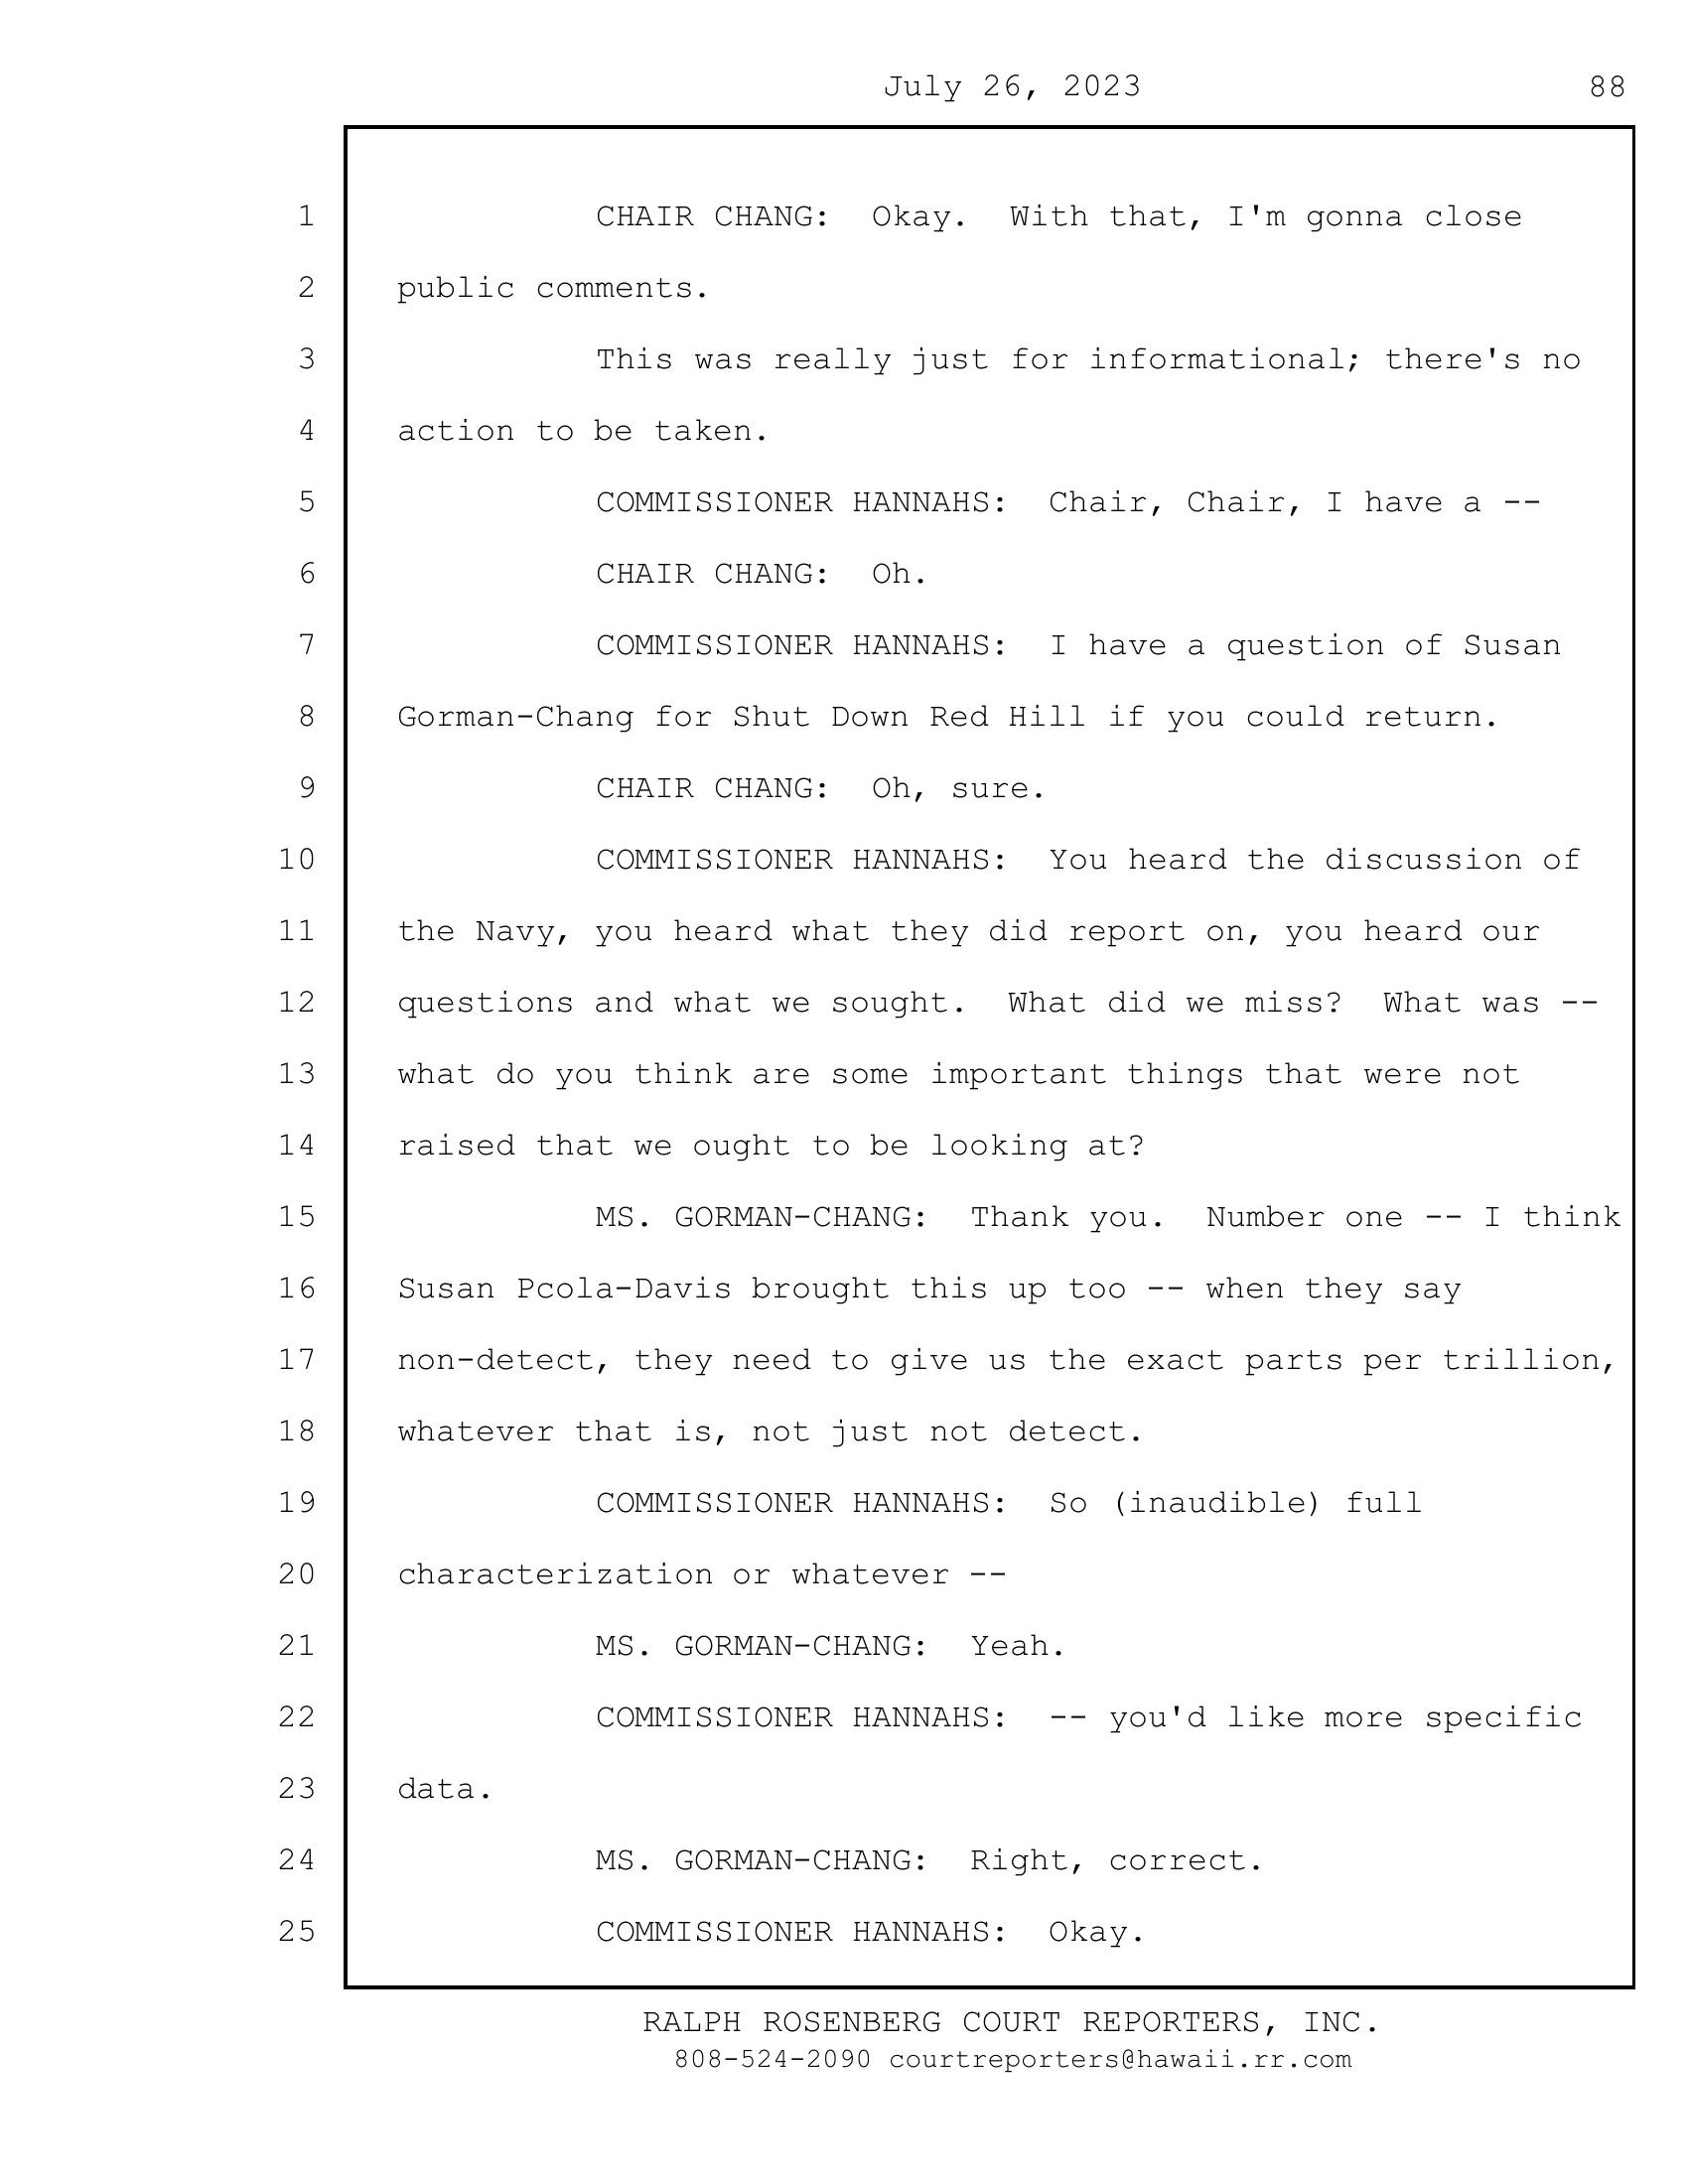 July 26, 2023 88
1 CHAIR CHANG:  Okay.  With that, I'm gonna close
2 public comments.
3 This was really just for informational; there's no
4 action to be taken.
5 COMMISSIONER HANNAHS:  Chair, Chair, I have a --
6 CHAIR CHANG:  Oh.
7 COMMISSIONER HANNAHS:  I have a question of Susan
8 Gorman-Chang for Shut Down Red Hill if you could return.
9 CHAIR CHANG:  Oh, sure.
10 COMMISSIONER HANNAHS:  You heard the discussion of
11 the Navy, you heard what they did report on, you heard our
12 questions and what we sought.  What did we miss?  What was --
13 what do you think are some important things that were not
14 raised that we ought to be looking at?
15 MS. GORMAN-CHANG:  Thank you.  Number one -- I think
16 Susan Pcola-Davis brought this up too -- when they say
17 non-detect, they need to give us the exact parts per trillion,
18 whatever that is, not just not detect.
19 COMMISSIONER HANNAHS:  So (inaudible) full
20 characterization or whatever --
21 MS. GORMAN-CHANG:  Yeah.
22 COMMISSIONER HANNAHS:  -- you'd like more specific
23 data.
24 MS. GORMAN-CHANG:  Right, correct.
25 COMMISSIONER HANNAHS:  Okay.
RALPH ROSENBERG COURT REPORTERS, INC.
808-524-2090 courtreporters@hawaii.rr.com